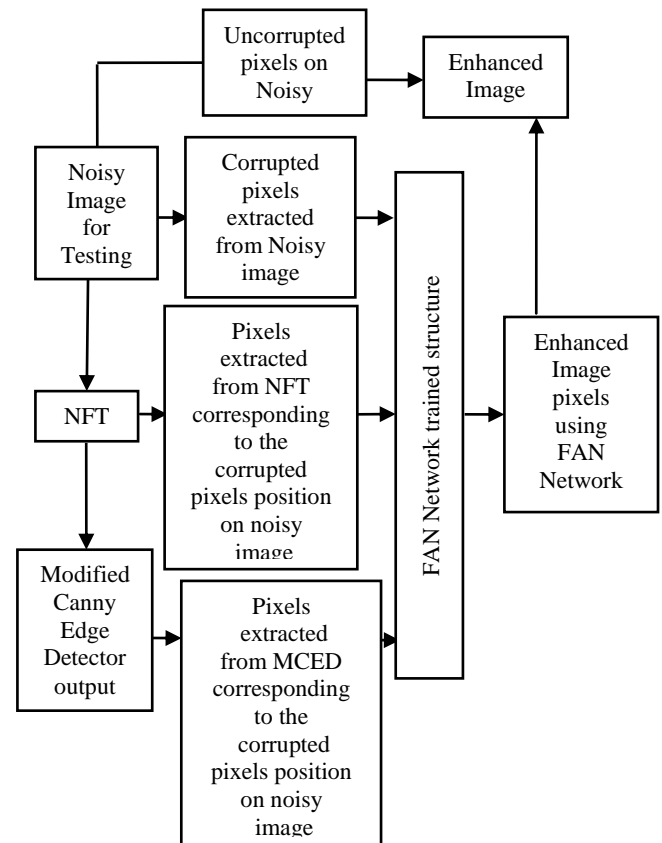 Uncorrupted
pixels on
Noisy
Enhanced
Image
Noisy
Image
for
Testing
Corrupted
pixels
extracted
from Noisy
image
FAN Network trained structure
Pixels
extracted
from NFT
corresponding
to the
corrupted
pixels position
on noisy
image
NFT
Enhanced
Image
pixels
using
FAN
Network
Modified
Canny
Edge
Detector
output
Pixels
extracted
from MCED
corresponding
to the
corrupted
pixels position
on noisy
image